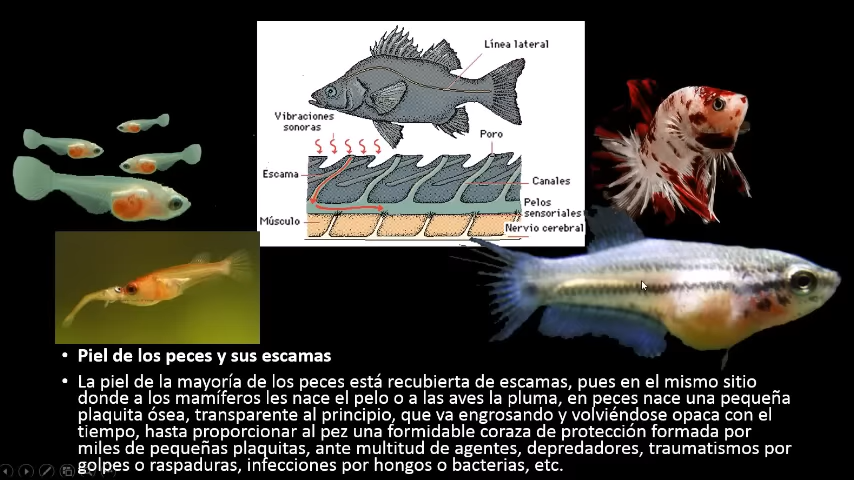 Línea lateral
Vibraciones
sonoras
Poro
Escama
Canales
Pelos
sensoriales
Músculo
Nervio cerebral
• Piel de los peces y sus escamas
• La piel de la mayoría de los peces está recubierta de escamas, pues en el mismo sitio
donde a los mamíferos les nace el pelo o a las aves la pluma, en peces nace una pequeña
plaquita ósea, transparente al principio, que va engrosando y volviéndose opaca con el
tiempo, hasta proporcionar al pez una formidable coraza de protección formada por
miles de pequeñas plaquitas, ante multitud de agentes, depredadores, traumatismos por
golpes o raspaduras, infecciones por hongos o bacterias, etc.